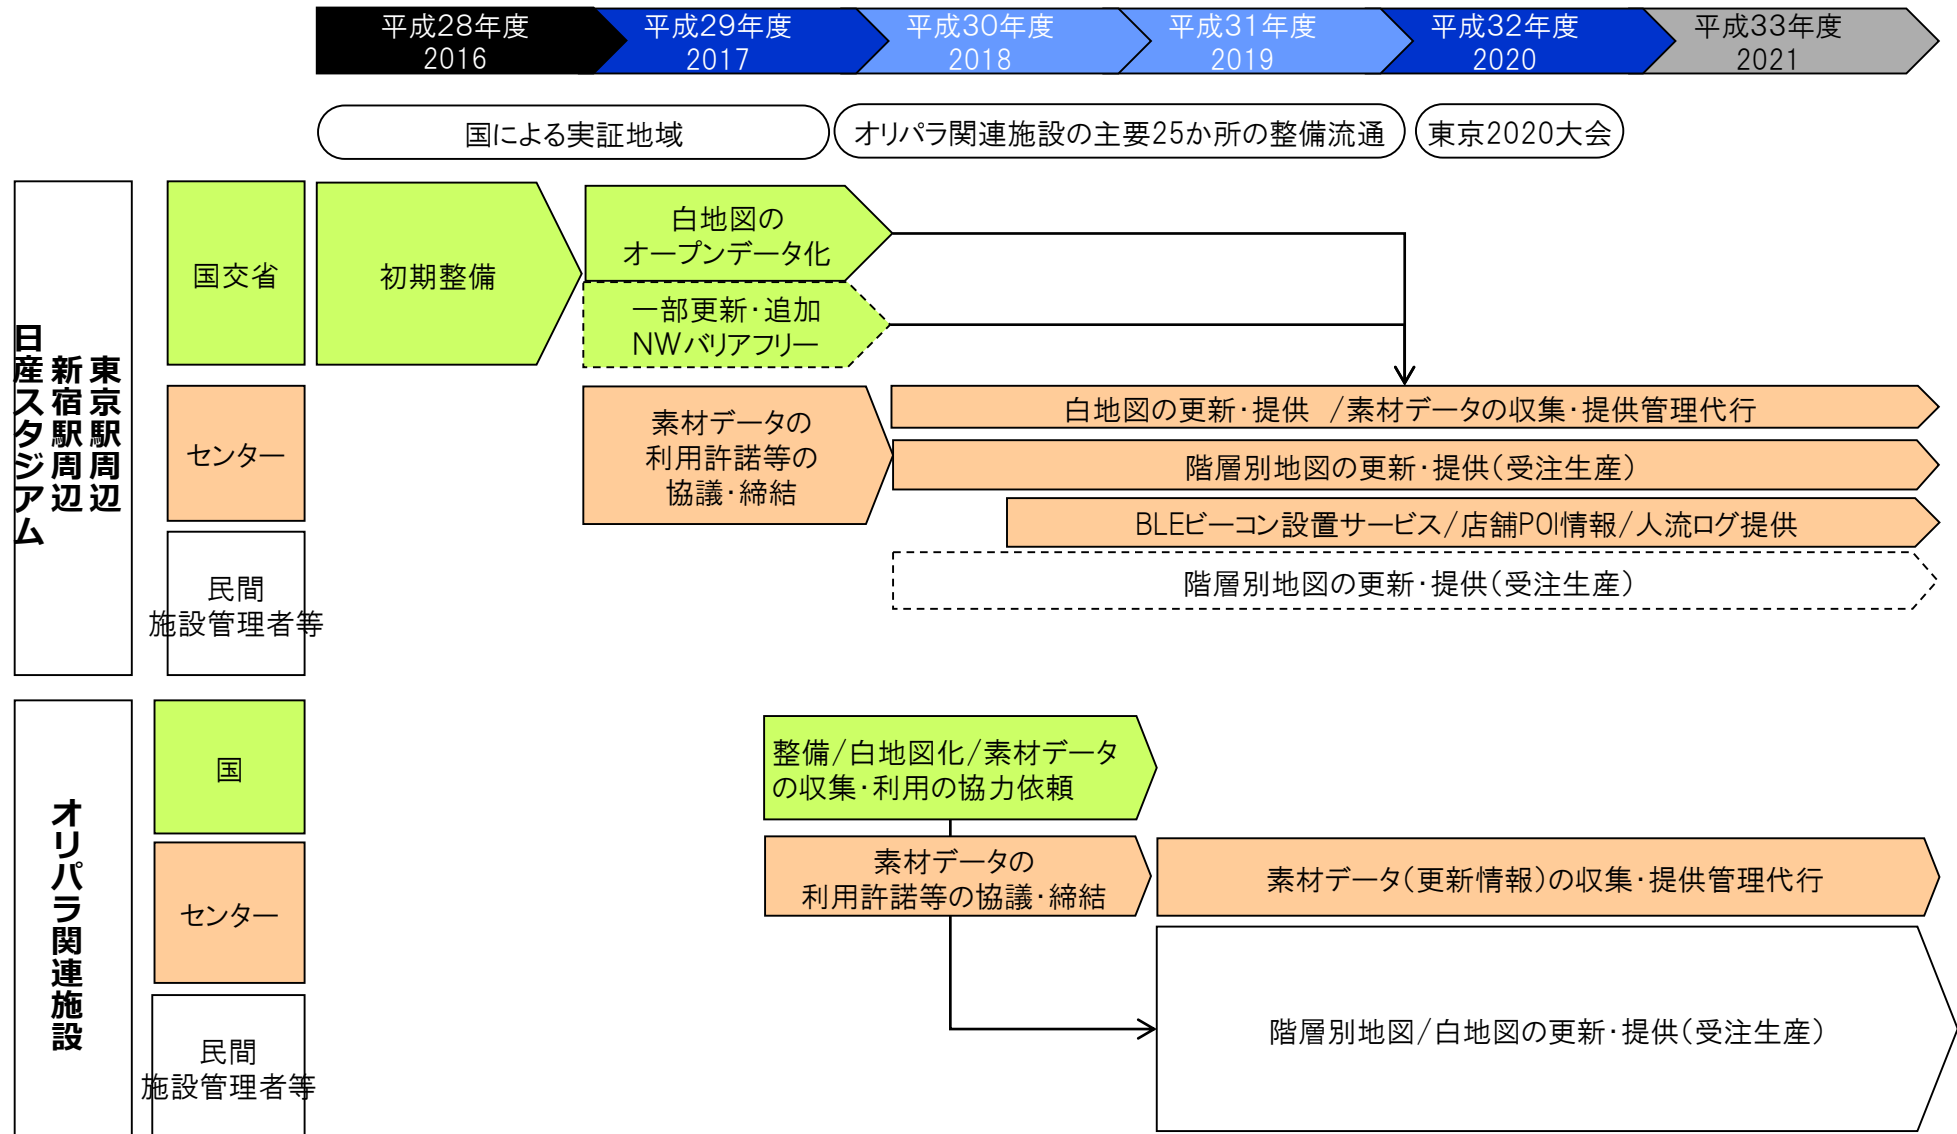 平成28年度
2016
平成29年度
2017
平成30年度
2018
平成31年度
2019
平成32年度
2020
平成33年度
2021
国による実証地域
オリパラ関連施設の主要25か所の整備流通
東京2020大会
東京駅周辺
新宿駅周辺
日産スタジアム
国交省
初期整備
白地図の
オープンデータ化
一部更新・追加
NWバリアフリー
センター
素材データの
利用許諾等の
協議・締結
白地図の更新・提供 /素材データの収集・提供管理代行
階層別地図の更新・提供(受注生産)
BLEビーコン設置サービス/店舗POI情報/人流ログ提供
民間
施設管理者等
階層別地図の更新・提供(受注生産)
オリパラ関連施設
国
整備/白地図化/素材データ
の収集・利用の協力依頼
センター
素材データの
利用許諾等の協議・締結
素材データ(更新情報)の収集・提供管理代行
民間
施設管理者等
階層別地図/白地図の更新・提供(受注生産)